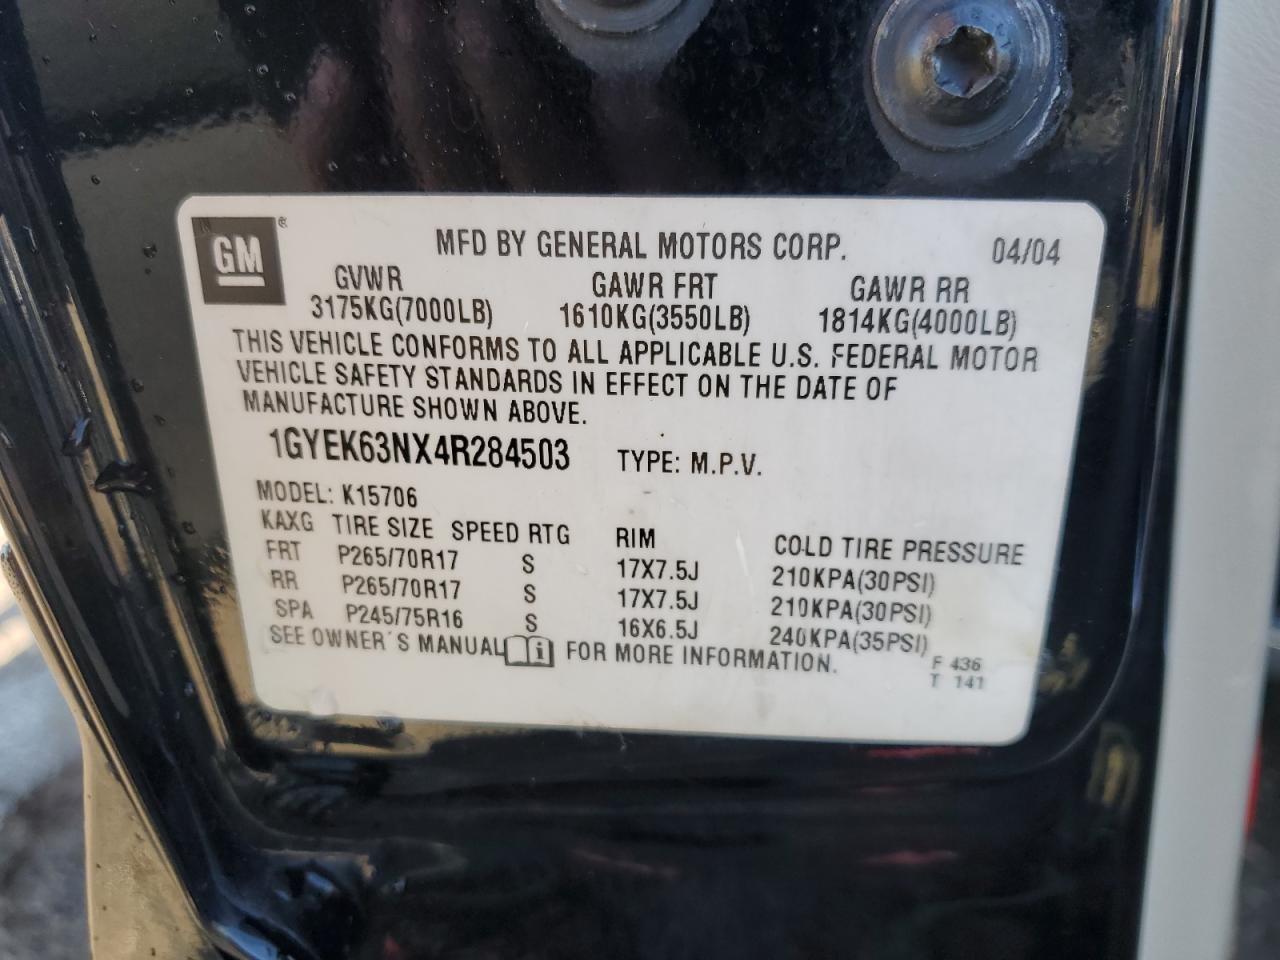 GM ®
MFD BY GENERAL MOTORS CORP. 04/04
GVWR GAWR FRT GAWR RR
3175KG(7000LB) 1610KG(3550LB) 1814KG(4000LB)
THIS VEHICLE CONFORMS TO ALL APPLICABLE U.S. FEDERAL MOTOR
VEHICLE SAFETY STANDARDS IN EFFECT ON THE DATE OF
MANUFACTURE SHOWN ABOVE.
1GYEK63NX4R284503 TYPE: M.P.V.
MODEL: K15706
KAXG TIRE SIZE SPEED RTG RIM COLD TIRE PRESSURE
FRT P265/70R17 S 17X7.5J 210KPA(30PSI)
RR P265/70R17 S 17X7.5J 210KPA(30PSI)
SPA P245/75R16 S 16X6.5J 240KPA(35PSI)
SEE OWNER'S MANUAL i FOR MORE INFORMATION.
F 436
T 141